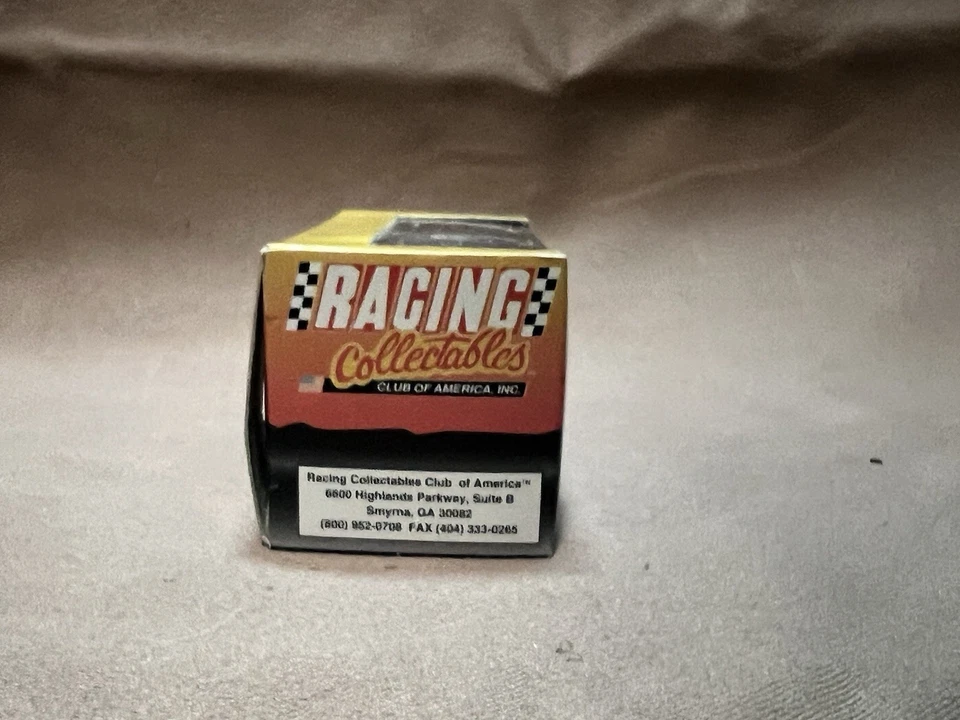 RACING
Collectables
CLUB OF AMERICA, INC.
Racing Collectables Club of America™
6600 Highlands Parkway, Suite B
Smyrna, GA 30082
(800) 952-0708 FAX (404) 333-0265